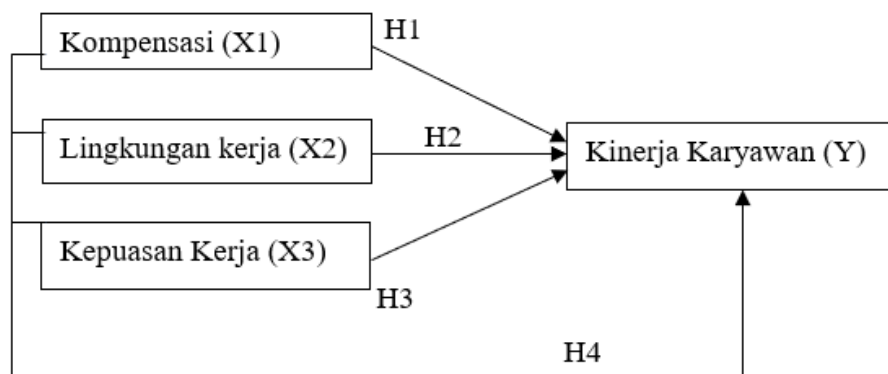 H1
Kompensasi (X1)
H2
Lingkungan kerja (X2)
Kinerja Karyawan (Y)
Kepuasan Kerja (X3)
H3
H4